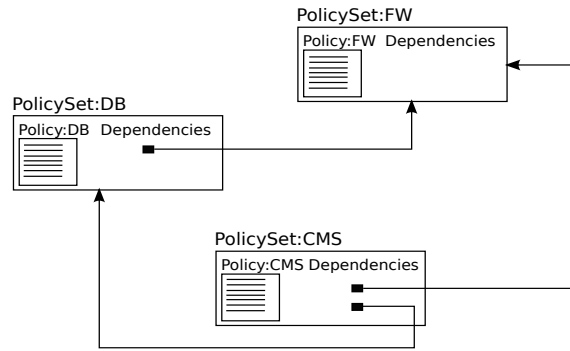 PolicySet:FW
Policy:FW Dependencies
PolicySet:DB
Policy:DB Dependencies
PolicySet:CMS
Policy:CMS Dependencies